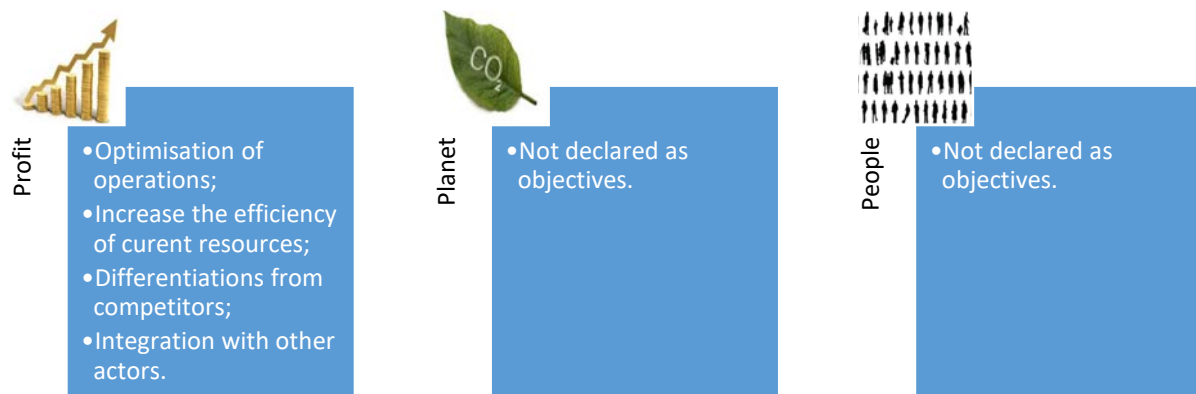 Profit
•Optimisation of
operations;
•Increase the efficiency
of curent resources;
•Differentiations from
competitors;
•Integration with other
actors.
CO₂
Planet
•Not declared as
objectives.
People
•Not declared as
objectives.